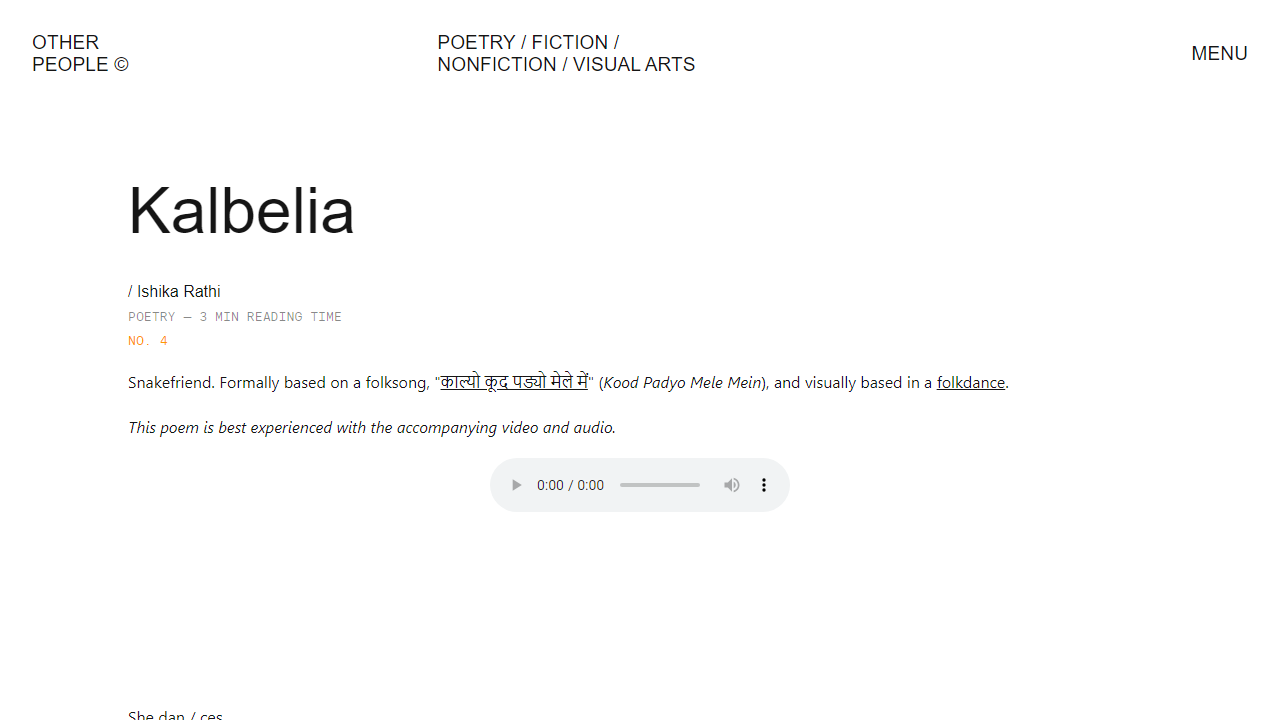 OTHER
PEOPLE ©
POETRY / FICTION /
NONFICTION / VISUAL ARTS
MENU
Kalbelia
/ Ishika Rathi
POETRY — 3 MIN READING TIME
NO. 4
Snakefriend. Formally based on a folksong, "काल्यो कूद पड्यो मेले में" (Kood Padyo Mele Mein), and visually based in a folkdance.
This poem is best experienced with the accompanying video and audio.
0:00 / 0:00
She dan / ces